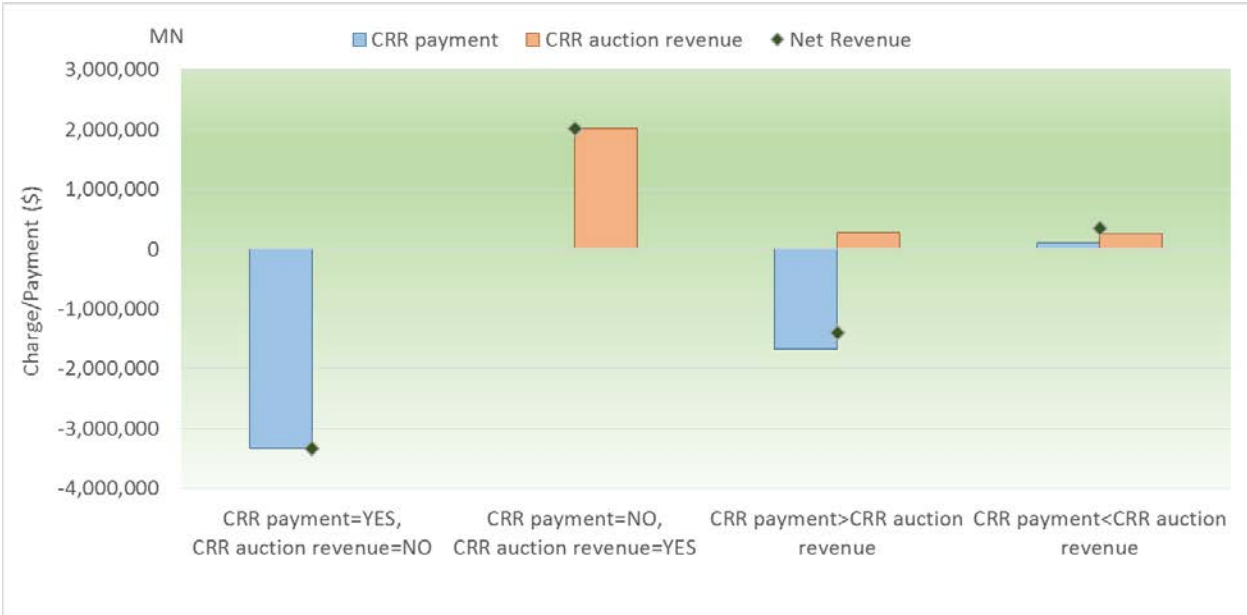 MN
CRR payment CRR auction revenue Net Revenue
3,000,000
2,000,000
1,000,000
0
-1,000,000
-2,000,000
-3,000,000
-4,000,000
Charge/Payment ($)
CRR payment=YES,
CRR auction revenue=NO
CRR payment=NO,
CRR auction revenue=YES
CRR payment>CRR auction
revenue
CRR payment<CRR auction
revenue